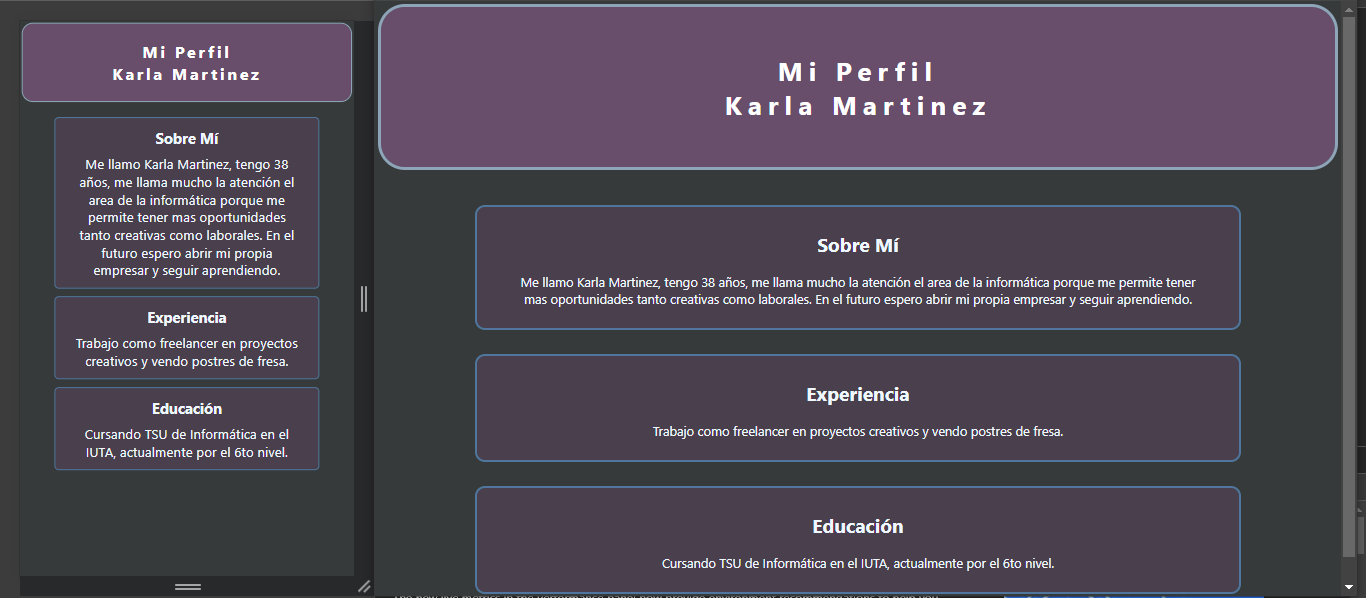 Mi Perfil
Karla Martinez
Sobre Mí
Me llamo Karla Martinez, tengo 38
años, me llama mucho la atención el
area de la informática porque me
permite tener mas oportunidades
tanto creativas como laborales. En el
futuro espero abrir mi propia
empresar y seguir aprendiendo.
Experiencia
Trabajo como freelancer en proyectos
creativos y vendo postres de fresa.
Educación
Cursando TSU de Informática en el
IUTA, actualmente por el 6to nivel.
Mi Perfil
Karla Martinez
Sobre Mí
Me llamo Karla Martinez, tengo 38 años, me llama mucho la atención el area de la informática porque me permite tener
mas oportunidades tanto creativas como laborales. En el futuro espero abrir mi propia empresar y seguir aprendiendo.
Experiencia
Trabajo como freelancer en proyectos creativos y vendo postres de fresa.
Educación
Cursando TSU de Informática en el IUTA, actualmente por el 6to nivel.